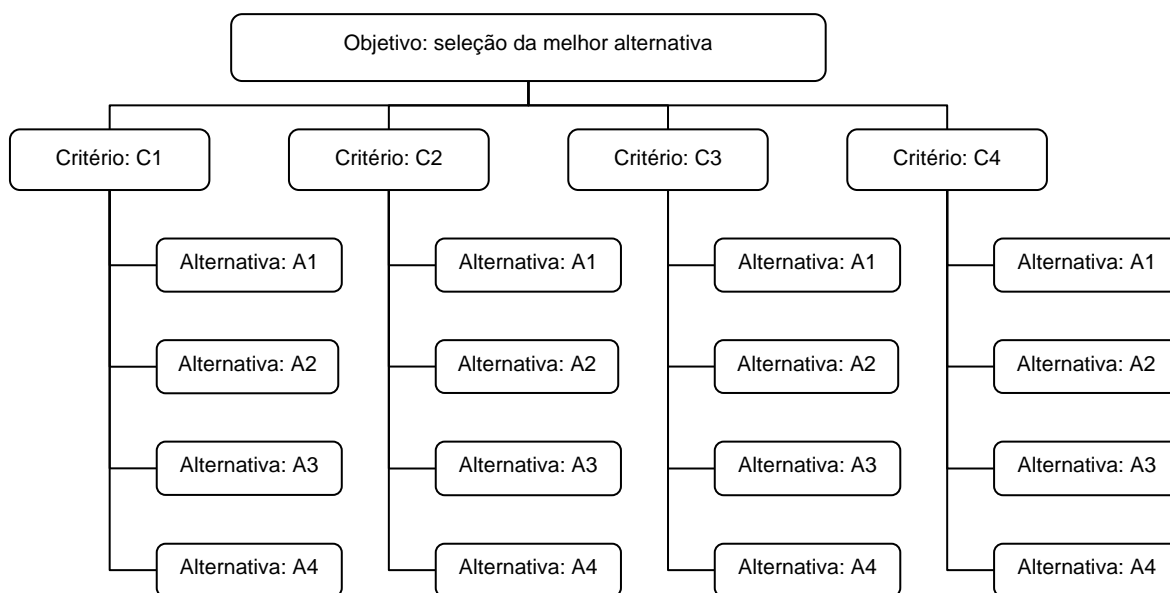 Objetivo: seleção da melhor alternativa
Critério: C1
Critério: C2
Critério: C3
Critério: C4
Alternativa: A1
Alternativa: A1
Alternativa: A1
Alternativa: A1
Alternativa: A2
Alternativa: A2
Alternativa: A2
Alternativa: A2
Alternativa: A3
Alternativa: A3
Alternativa: A3
Alternativa: A3
Alternativa: A4
Alternativa: A4
Alternativa: A4
Alternativa: A4